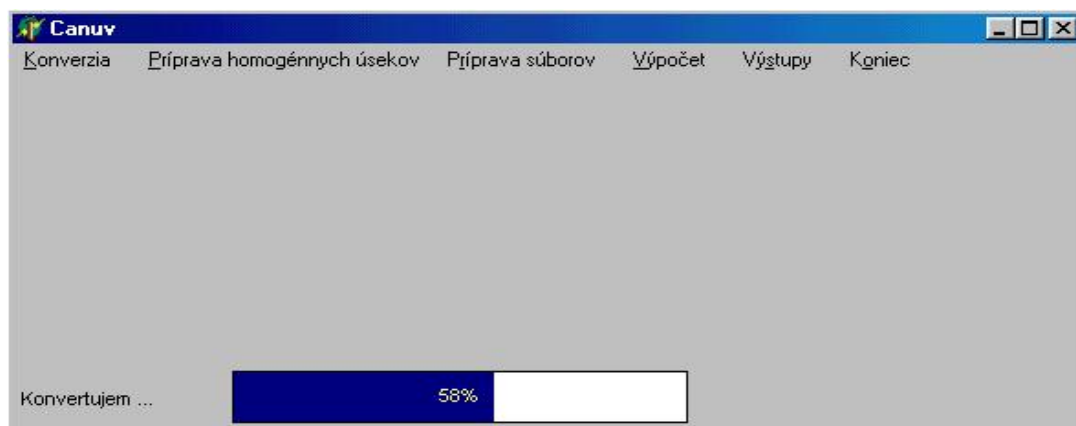 Canuv
Konverzia Príprava homogénnych úsekov Príprava súborov Výpočet Výstupy Koniec
Konvertujem ... 58%